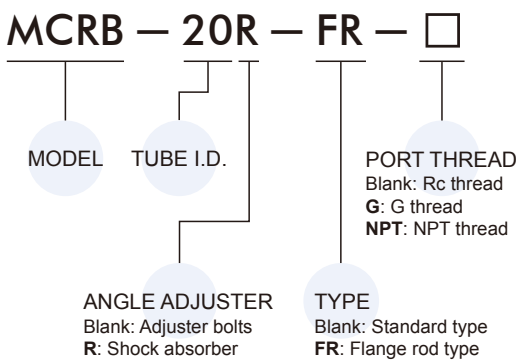 MCRB – 20R – FR – □
MODEL
TUBE I.D.
PORT THREAD
Blank: Rc thread
G: G thread
NPT: NPT thread
ANGLE ADJUSTER
Blank: Adjuster bolts
R: Shock absorber
TYPE
Blank: Standard type
FR: Flange rod type